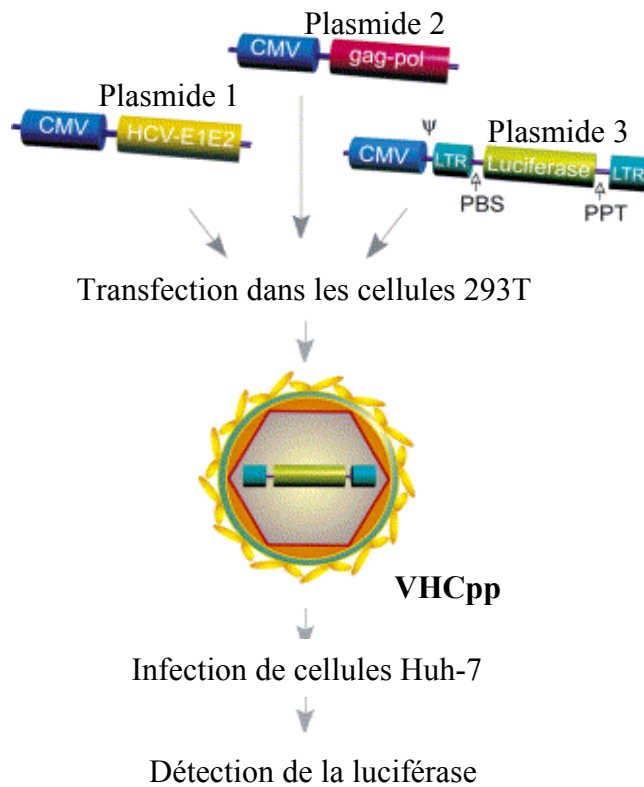 Plasmide 2
CMV gag-pol
Plasmide 1
CMV HCV-E1E2
Plasmide 3
Ψ
CMV LTR Luciferase LTR
PBS PPT
Transfection dans les cellules 293T
VHCpp
Infection de cellules Huh-7
Détection de la luciférase